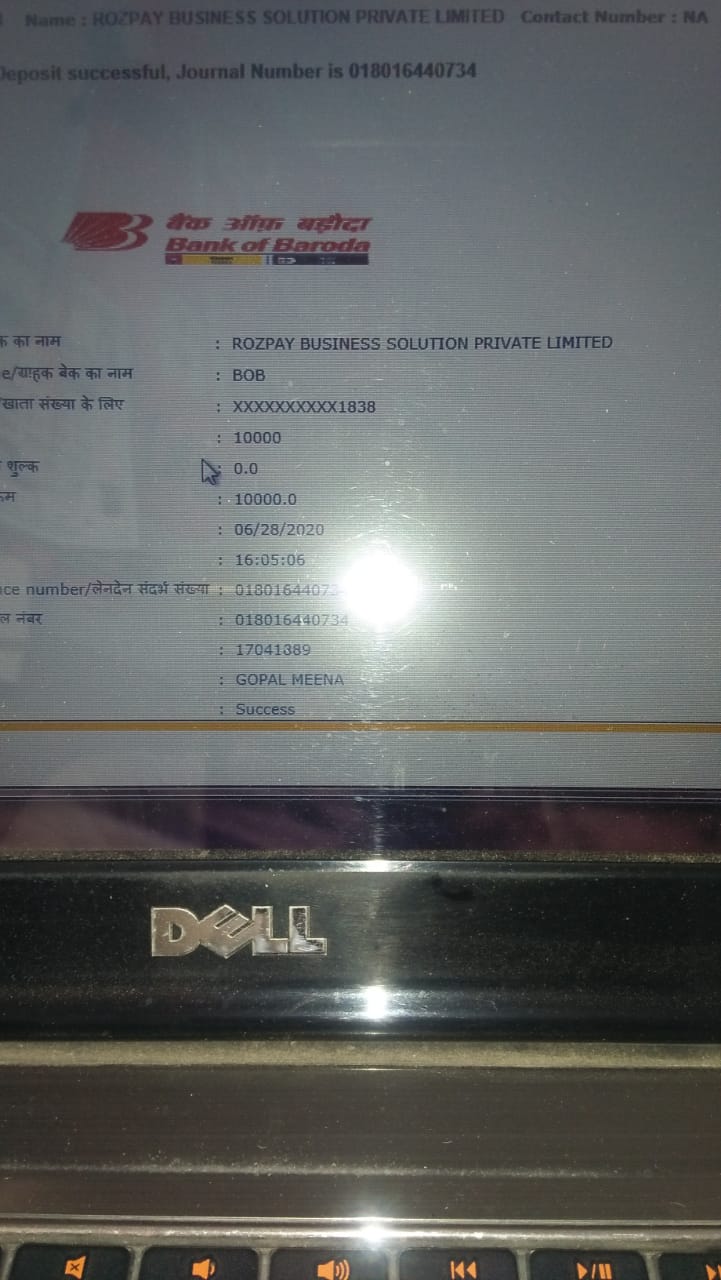 Name : ROZPAY BUSINESS SOLUTION PRIVATE LIMITED Contact Number : NA
Deposit successful, Journal Number is 018016440734
बैंक ऑफ़ बड़ौदा
Bank of Baroda
का नाम : ROZPAY BUSINESS SOLUTION PRIVATE LIMITED
e/ग्राहक बैंक का नाम : BOB
खाता संख्या के लिए : XXXXXXXXXX1838
: 10000
शुल्क : 0.0
: 10000.0
: 06/28/2020
: 16:05:06
nce number/लेनदेन संदर्भ संख्या : 01801644073
ल नंबर : 018016440734
: 17041389
: GOPAL MEENA
: Success
DELL